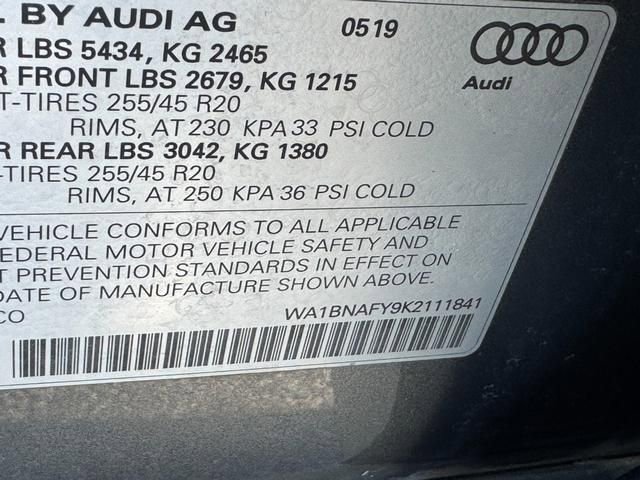 L BY AUDI AG 0519
R LBS 5434, KG 2465
R FRONT LBS 2679, KG 1215
Audi
T-TIRES 255/45 R20
RIMS, AT 230 KPA 33 PSI COLD
R REAR LBS 3042, KG 1380
-TIRES 255/45 R20
RIMS, AT 250 KPA 36 PSI COLD
VEHICLE CONFORMS TO ALL APPLICABLE
FEDERAL MOTOR VEHICLE SAFETY AND
T PREVENTION STANDARDS IN EFFECT ON
DATE OF MANUFACTURE SHOWN ABOVE.
CO WA1BNAFY9K2111841